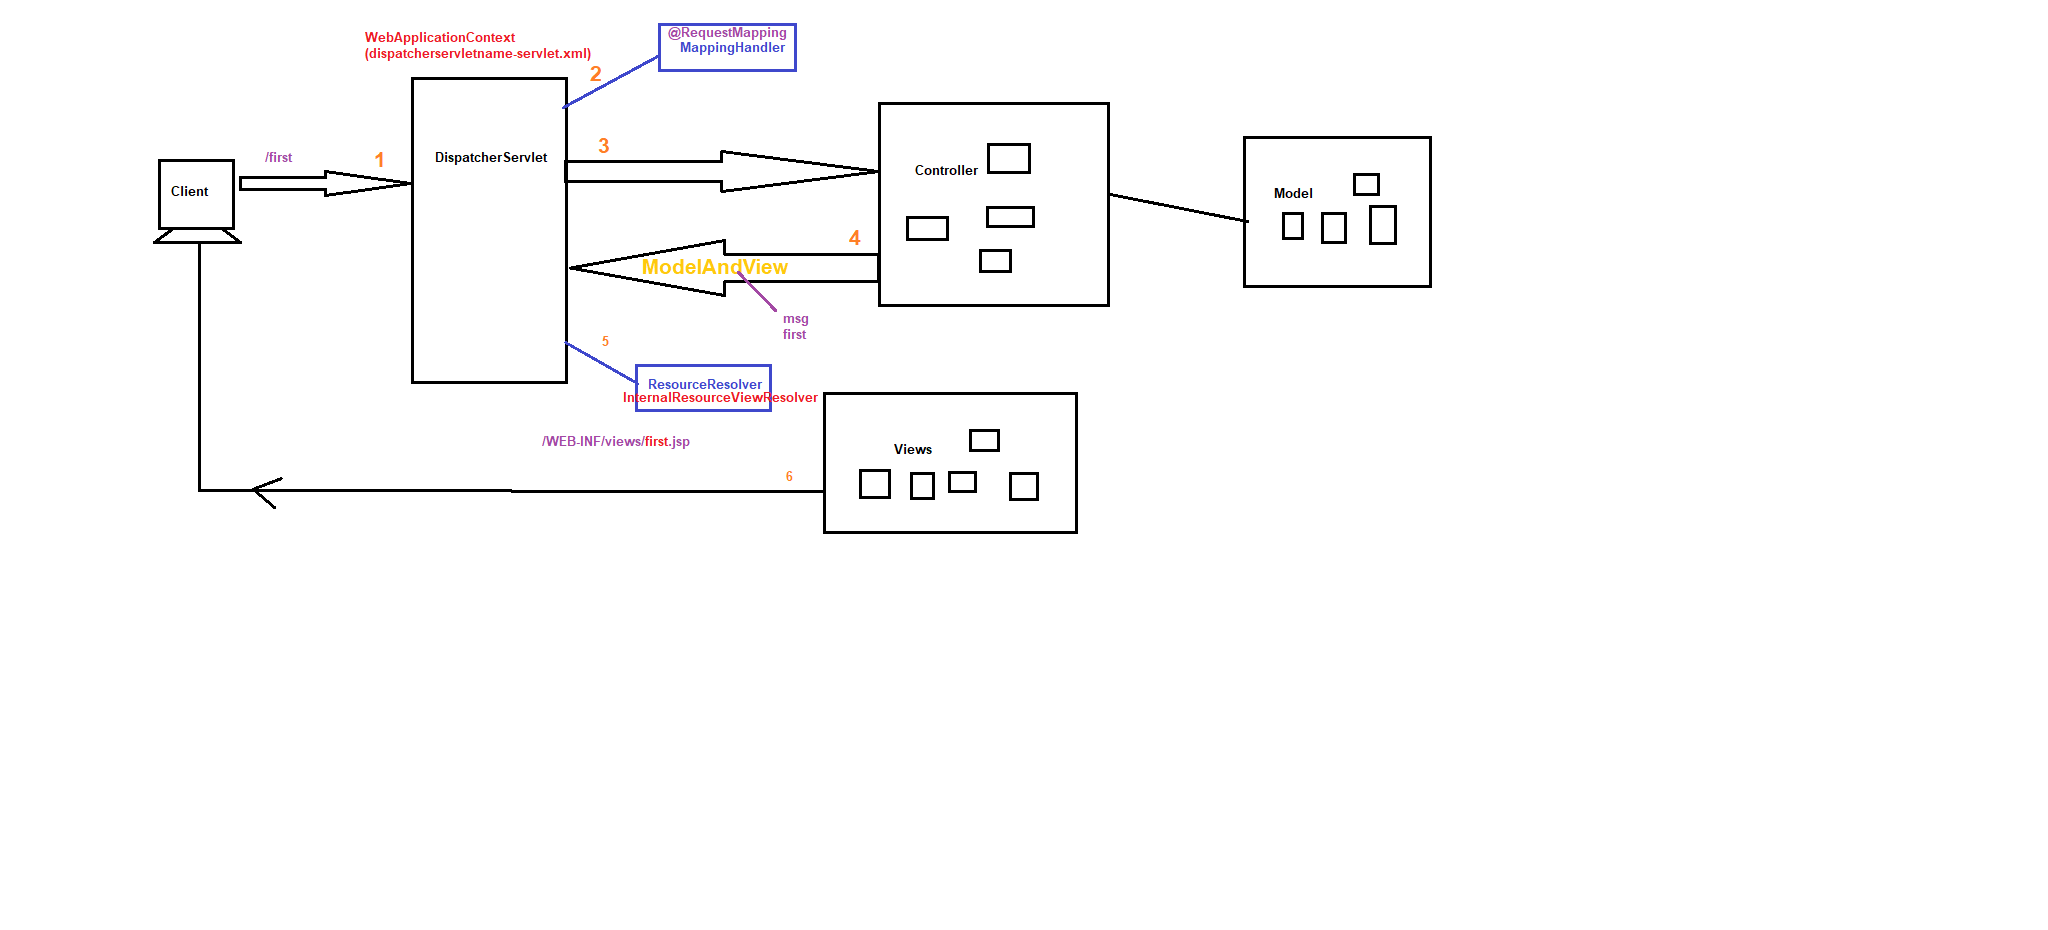 WebApplicationContext
(dispatcherservletname-servlet.xml)
@RequestMapping
MappingHandler
2
/first
1
DispatcherServlet
3
Client
Controller
Model
4
ModelAndView
msg
first
5
ResourceResolver
InternalResourceViewResolver
/WEB-INF/views/first.jsp
Views
6